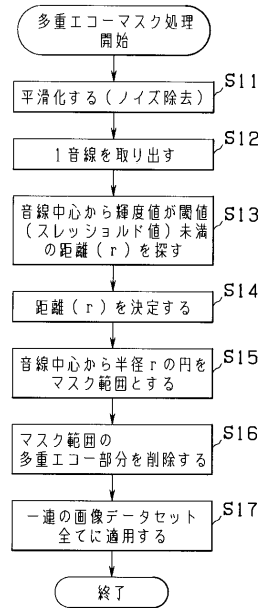 多重エコーマスク処理
開始
S11
平滑化する(ノイズ除去)
S12
1音線を取り出す
S13
音線中心から輝度値が閾値
(スレッショルド値)未満
の距離(r)を探す
S14
距離(r)を決定する
S15
音線中心から半径rの円を
マスク範囲とする
S16
マスク範囲の
多重エコー部分を削除する
S17
一連の画像データセット
全てに適用する
終了